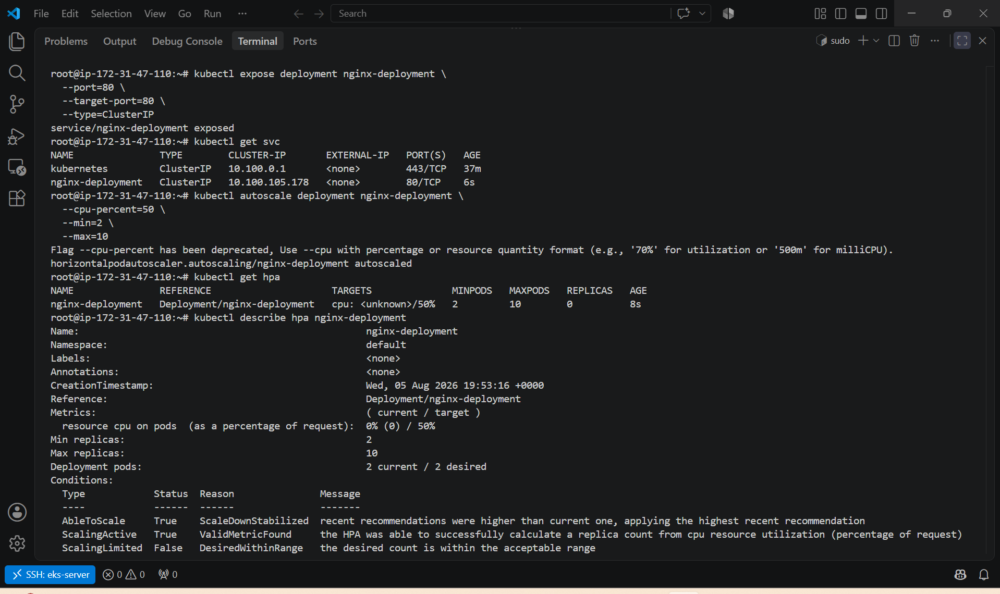 File Edit Selection View Go Run ··· Search
Problems Output Debug Console Terminal Ports sudo
root@ip-172-31-47-110:~# kubectl expose deployment nginx-deployment \
  --port=80 \
  --target-port=80 \
  --type=ClusterIP
service/nginx-deployment exposed
root@ip-172-31-47-110:~# kubectl get svc
NAME               TYPE        CLUSTER-IP       EXTERNAL-IP   PORT(S)   AGE
kubernetes         ClusterIP   10.100.0.1       <none>        443/TCP   37m
nginx-deployment   ClusterIP   10.100.105.178   <none>        80/TCP    6s
root@ip-172-31-47-110:~# kubectl autoscale deployment nginx-deployment \
  --cpu-percent=50 \
  --min=2 \
  --max=10
Flag --cpu-percent has been deprecated, Use --cpu with percentage or resource quantity format (e.g., '70%' for utilization or '500m' for milliCPU).
horizontalpodautoscaler.autoscaling/nginx-deployment autoscaled
root@ip-172-31-47-110:~# kubectl get hpa
NAME               REFERENCE                     TARGETS              MINPODS   MAXPODS   REPLICAS   AGE
nginx-deployment   Deployment/nginx-deployment   cpu: <unknown>/50%   2         10        0          8s
root@ip-172-31-47-110:~# kubectl describe hpa nginx-deployment
Name:                                                  nginx-deployment
Namespace:                                             default
Labels:                                                <none>
Annotations:                                           <none>
CreationTimestamp:                                     Wed, 05 Aug 2026 19:53:16 +0000
Reference:                                             Deployment/nginx-deployment
Metrics:                                               ( current / target )
  resource cpu on pods  (as a percentage of request):  0% (0) / 50%
Min replicas:                                          2
Max replicas:                                          10
Deployment pods:                                       2 current / 2 desired
Conditions:
  Type            Status  Reason               Message
  ----            ------  ------               -------
  AbleToScale     True    ScaleDownStabilized  recent recommendations were higher than current one, applying the highest recent recommendation
  ScalingActive   True    ValidMetricFound     the HPA was able to successfully calculate a replica count from cpu resource utilization (percentage of request)
  ScalingLimited  False   DesiredWithinRange   the desired count is within the acceptable range
SSH: eks-server 0 0 0